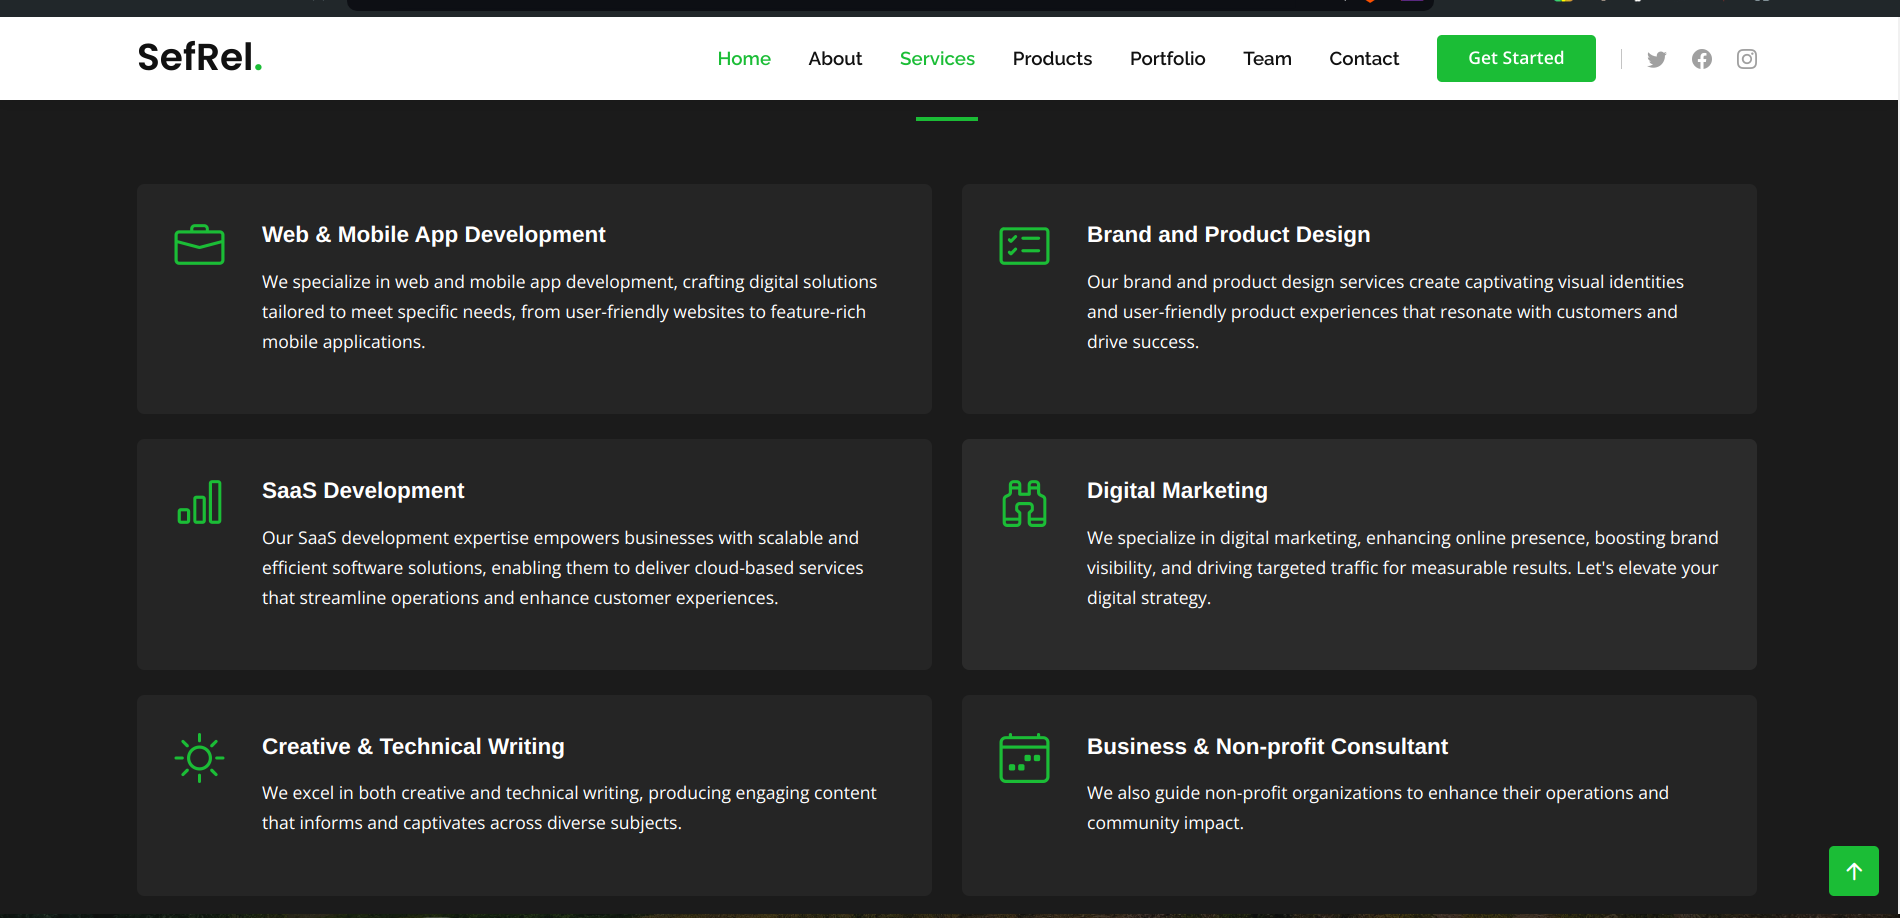 SefRel.
Home About Services Products Portfolio Team Contact Get Started
Web & Mobile App Development
We specialize in web and mobile app development, crafting digital solutions
tailored to meet specific needs, from user-friendly websites to feature-rich
mobile applications.
Brand and Product Design
Our brand and product design services create captivating visual identities
and user-friendly product experiences that resonate with customers and
drive success.
SaaS Development
Our SaaS development expertise empowers businesses with scalable and
efficient software solutions, enabling them to deliver cloud-based services
that streamline operations and enhance customer experiences.
Digital Marketing
We specialize in digital marketing, enhancing online presence, boosting brand
visibility, and driving targeted traffic for measurable results. Let's elevate your
digital strategy.
Creative & Technical Writing
We excel in both creative and technical writing, producing engaging content
that informs and captivates across diverse subjects.
Business & Non-profit Consultant
We also guide non-profit organizations to enhance their operations and
community impact.